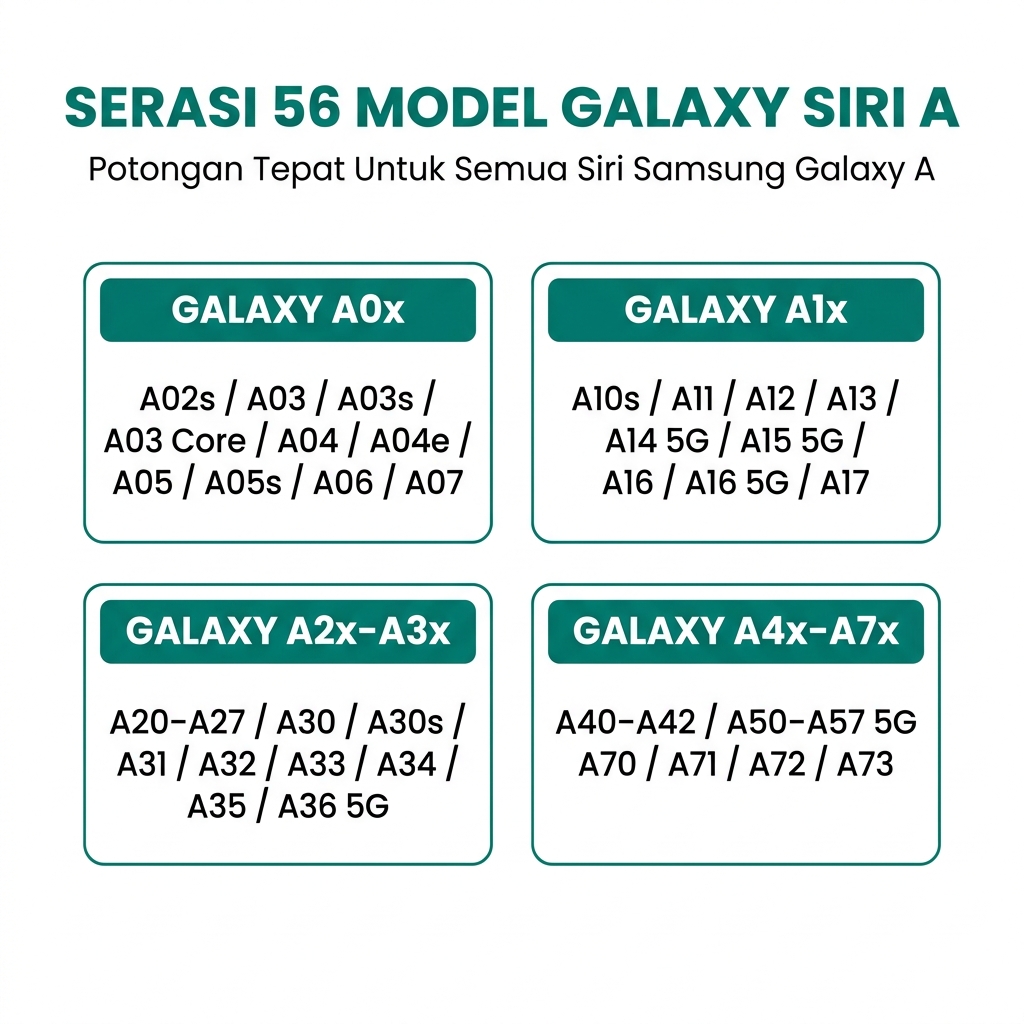 SERASI 56 MODEL GALAXY SIRI A
Potongan Tepat Untuk Semua Siri Samsung Galaxy A
GALAXY A0x
A02s / A03 / A03s /
A03 Core / A04 / A04e /
A05 / A05s / A06 / A07
GALAXY A1x
A10s / A11 / A12 / A13 /
A14 5G / A15 5G /
A16 / A16 5G / A17
GALAXY A2x–A3x
A20–A27 / A30 / A30s /
A31 / A32 / A33 / A34 /
A35 / A36 5G
GALAXY A4x–A7x
A40–A42 / A50–A57 5G
A70 / A71 / A72 / A73